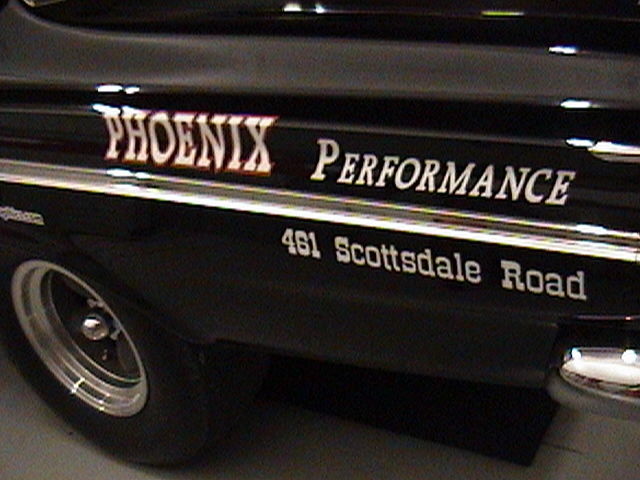 PHOENIX PERFORMANCE
461 Scottsdale Road